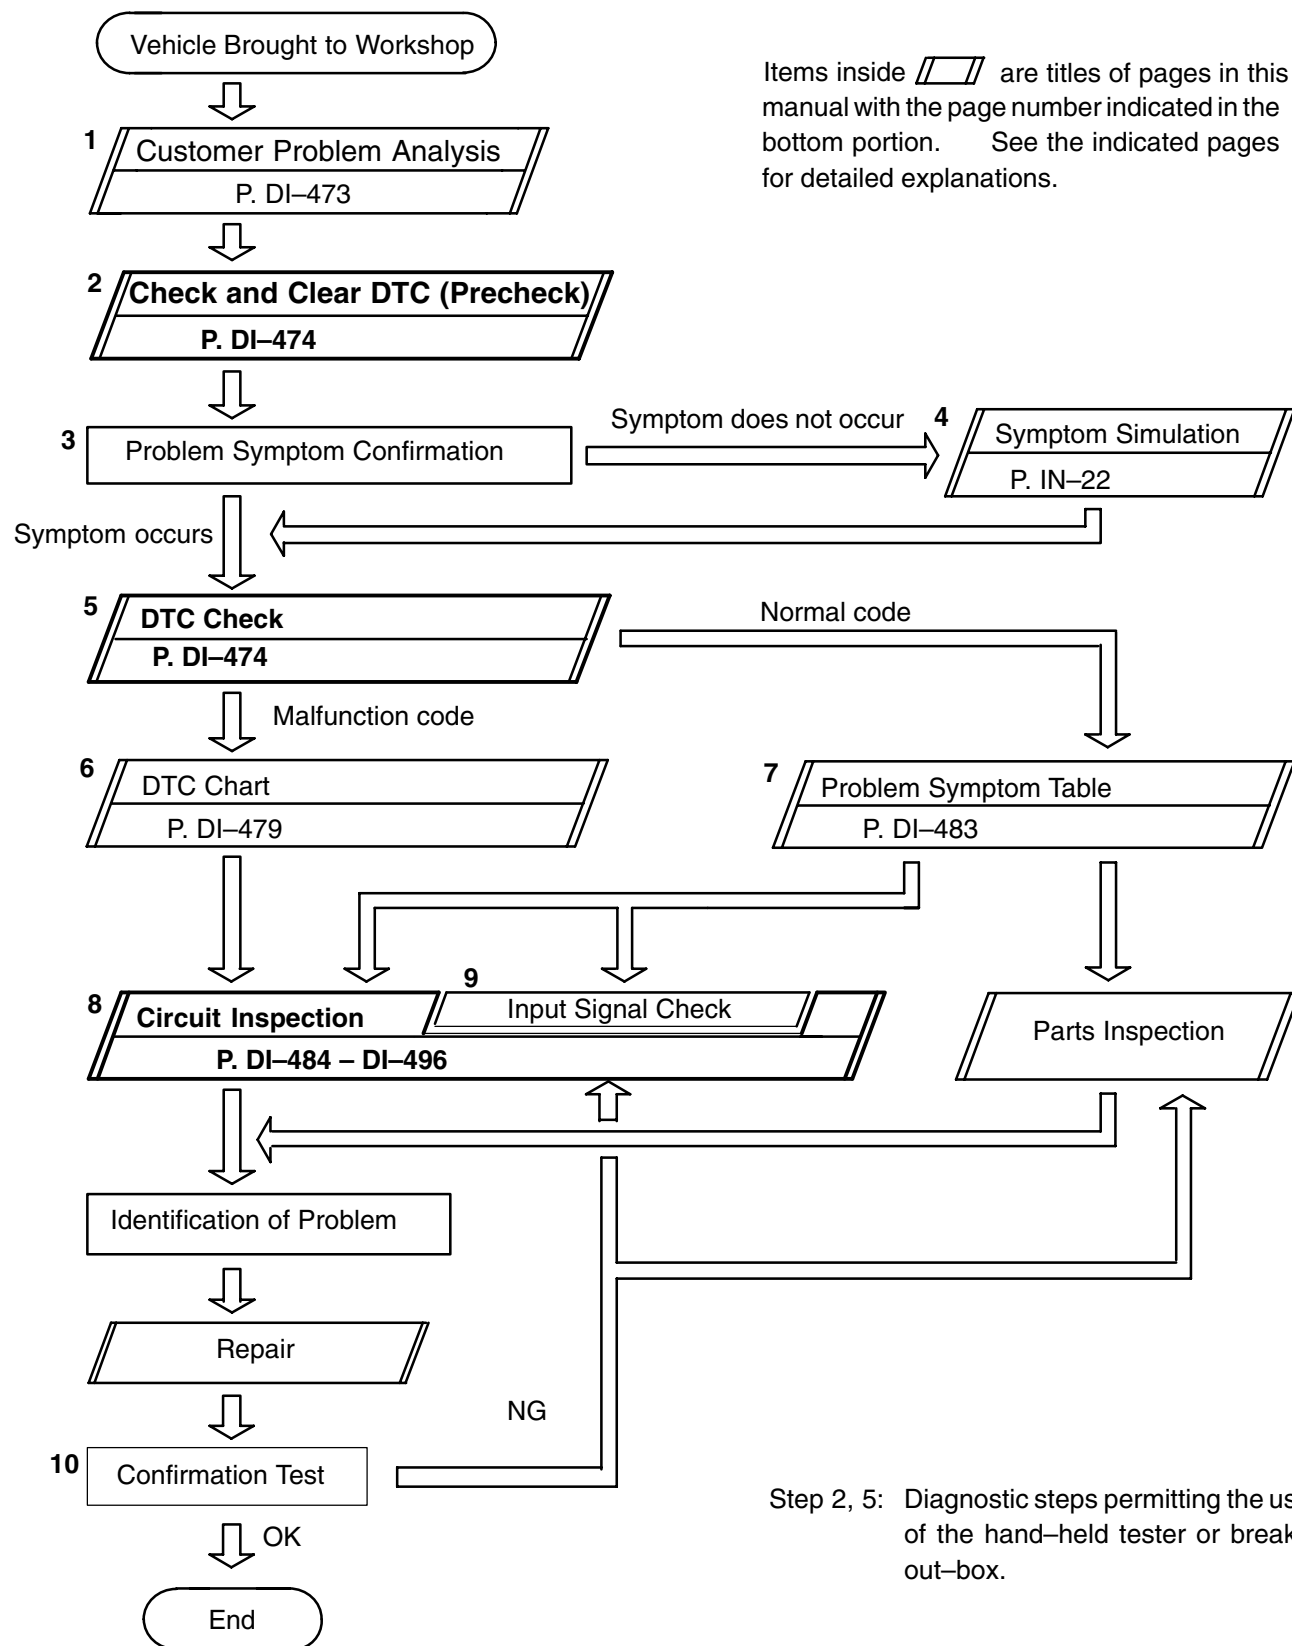 Vehicle Brought to Workshop
Items inside are titles of pages in this
manual with the page number indicated in the
bottom portion. See the indicated pages
for detailed explanations.
1
Customer Problem Analysis
P. DI–473
2
Check and Clear DTC (Precheck)
P. DI–474
3
Problem Symptom Confirmation
Symptom does not occur
4
Symptom Simulation
P. IN–22
Symptom occurs
5
DTC Check
P. DI–474
Normal code
Malfunction code
6
DTC Chart
P. DI–479
7
Problem Symptom Table
P. DI–483
8
Circuit Inspection
9
Input Signal Check
P. DI–484 – DI–496
Parts Inspection
Identification of Problem
Repair
NG
10
Confirmation Test
OK
End
Step 2, 5: Diagnostic steps permitting the us
of the hand–held tester or break
out–box.